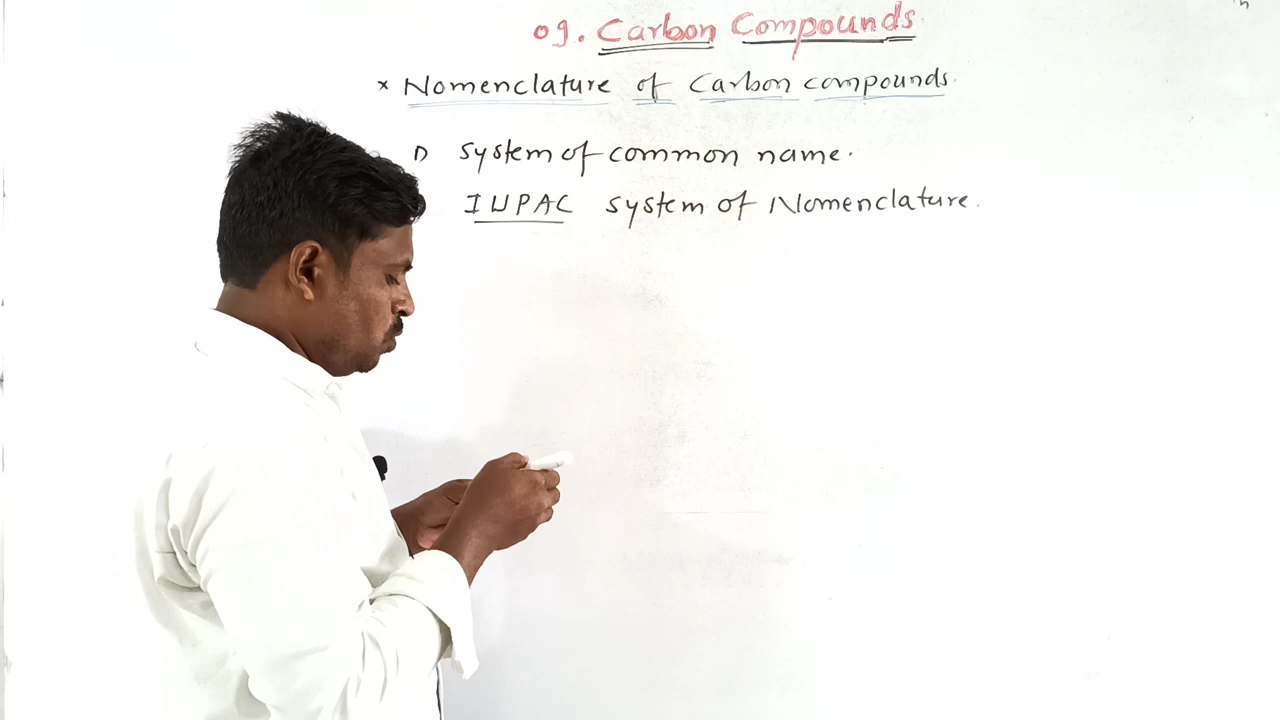 09. Carbon Compounds.
× Nomenclature of Carbon compounds.
1) system of common name.
IUPAC system of Nomenclature.